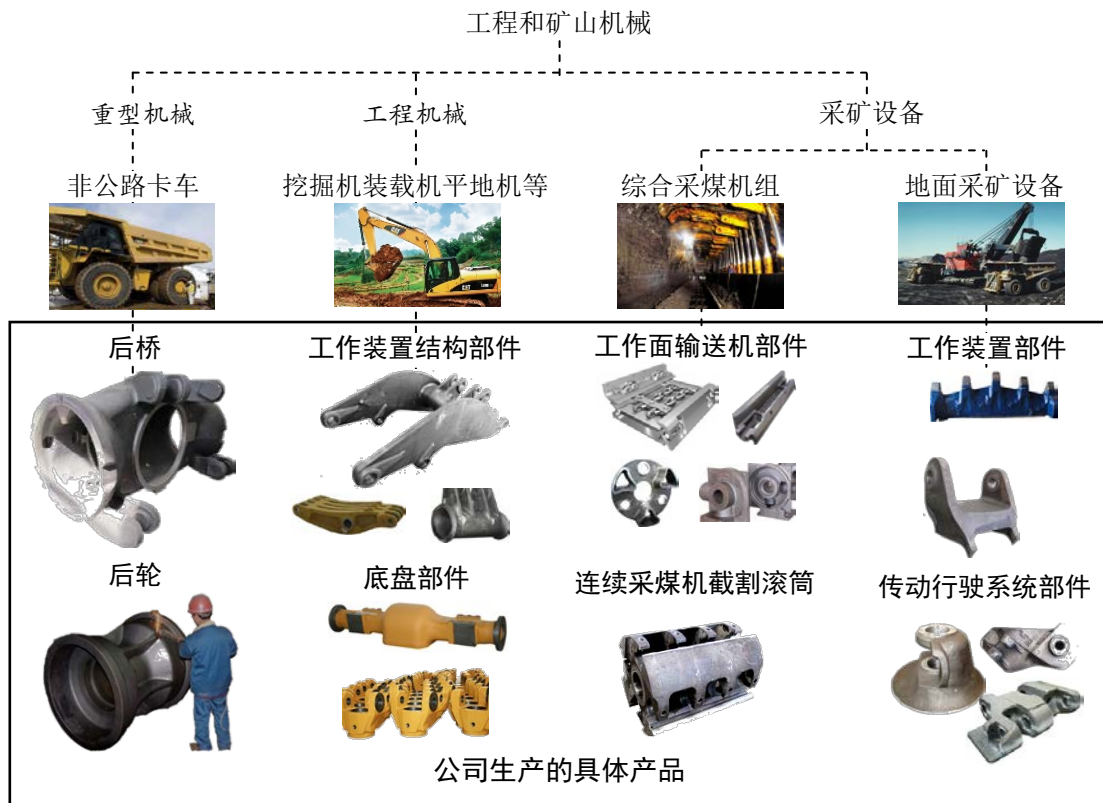 工程和矿山机械
重型机械
工程机械
采矿设备
非公路卡车
挖掘机装载机平地机等
综合采煤机组
地面采矿设备
CAT
CAT
后桥
工作装置结构部件
工作面输送机部件
工作装置部件
后轮
底盘部件
连续采煤机截割滚筒
传动行驶系统部件
公司生产的具体产品